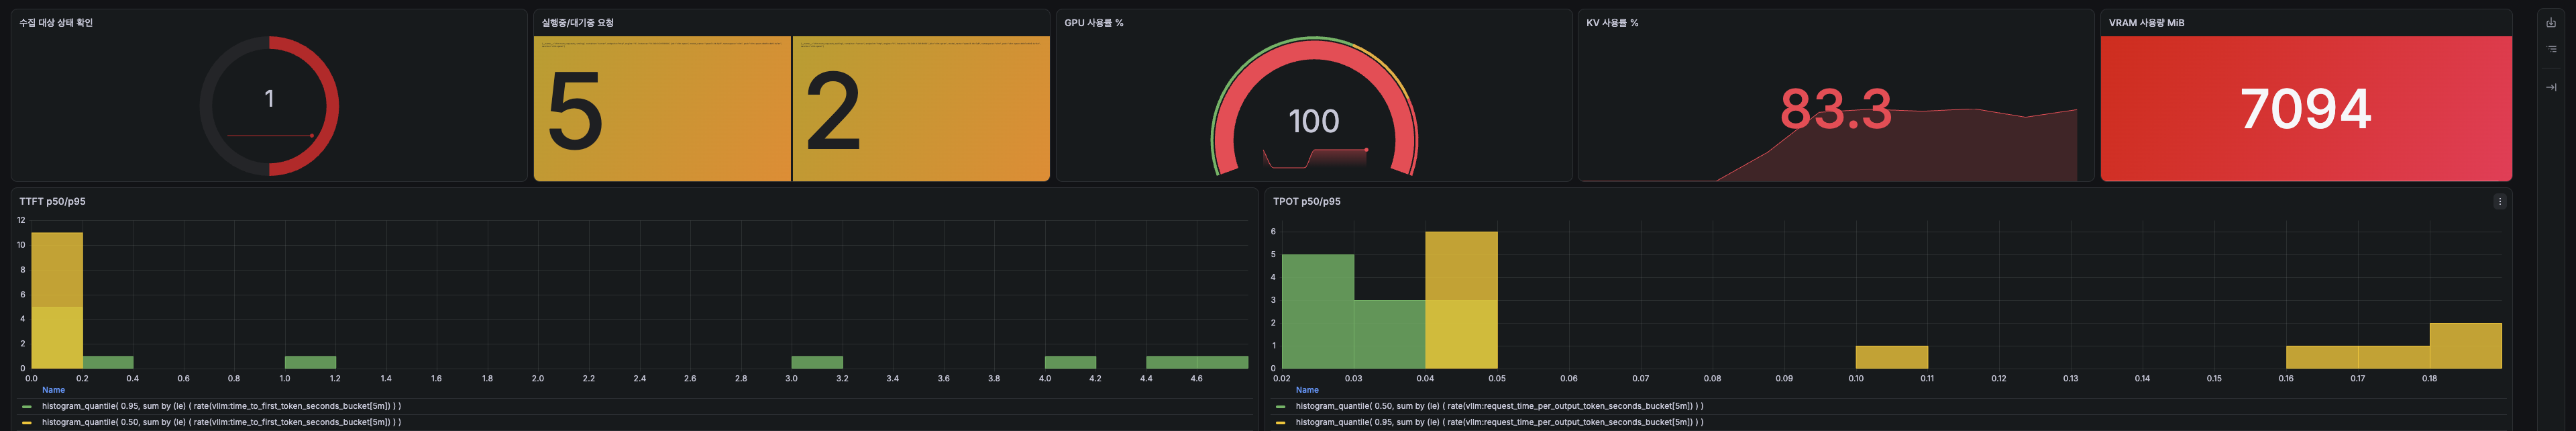 수집 대상 상태 확인
1
실행중/대기중 요청
5
2
GPU 사용률 %
100
KV 사용률 %
83.3
VRAM 사용량 MiB
7094
TTFT p50/p95
12
10
8
6
4
2
0
0.0 0.2 0.4 0.6 0.8 1.0 1.2 1.4 1.6 1.8 2.0 2.2 2.4 2.6 2.8 3.0 3.2 3.4 3.6 3.8 4.0 4.2 4.4 4.6
Name
histogram_quantile( 0.95, sum by (le) ( rate(vllm:time_to_first_token_seconds_bucket[5m]) ) )
histogram_quantile( 0.50, sum by (le) ( rate(vllm:time_to_first_token_seconds_bucket[5m]) ) )
TPOT p50/p95
6
5
4
3
2
1
0
0.02 0.03 0.04 0.05 0.06 0.07 0.08 0.09 0.10 0.11 0.12 0.13 0.14 0.15 0.16 0.17 0.18
Name
histogram_quantile( 0.50, sum by (le) ( rate(vllm:request_time_per_output_token_seconds_bucket[5m]) ) )
histogram_quantile( 0.95, sum by (le) ( rate(vllm:request_time_per_output_token_seconds_bucket[5m]) ) )